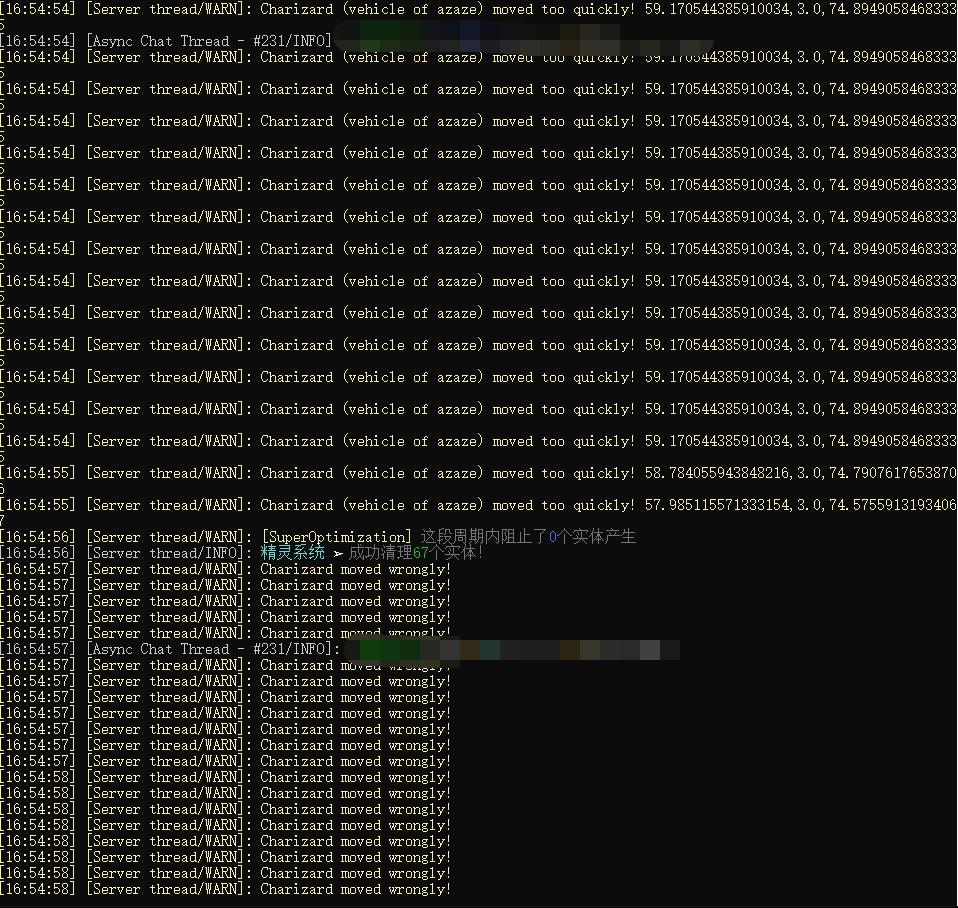 [16:54:54] [Server thread/WARN]: Charizard (vehicle of azaze) moved too quickly! 59.170544385910034,3.0,74.8949058468333
5
[16:54:54] [Async Chat Thread - #231/INFO]
[16:54:54] [Server thread/WARN]: Charizard (vehicle of azaze) moved too quickly! 59.170544385910034,3.0,74.8949058468333
5
[16:54:54] [Server thread/WARN]: Charizard (vehicle of azaze) moved too quickly! 59.170544385910034,3.0,74.8949058468333
5
[16:54:54] [Server thread/WARN]: Charizard (vehicle of azaze) moved too quickly! 59.170544385910034,3.0,74.8949058468333
5
[16:54:54] [Server thread/WARN]: Charizard (vehicle of azaze) moved too quickly! 59.170544385910034,3.0,74.8949058468333
5
[16:54:54] [Server thread/WARN]: Charizard (vehicle of azaze) moved too quickly! 59.170544385910034,3.0,74.8949058468333
5
[16:54:54] [Server thread/WARN]: Charizard (vehicle of azaze) moved too quickly! 59.170544385910034,3.0,74.8949058468333
5
[16:54:54] [Server thread/WARN]: Charizard (vehicle of azaze) moved too quickly! 59.170544385910034,3.0,74.8949058468333
5
[16:54:54] [Server thread/WARN]: Charizard (vehicle of azaze) moved too quickly! 59.170544385910034,3.0,74.8949058468333
5
[16:54:54] [Server thread/WARN]: Charizard (vehicle of azaze) moved too quickly! 59.170544385910034,3.0,74.8949058468333
5
[16:54:54] [Server thread/WARN]: Charizard (vehicle of azaze) moved too quickly! 59.170544385910034,3.0,74.8949058468333
5
[16:54:54] [Server thread/WARN]: Charizard (vehicle of azaze) moved too quickly! 59.170544385910034,3.0,74.8949058468333
5
[16:54:54] [Server thread/WARN]: Charizard (vehicle of azaze) moved too quickly! 59.170544385910034,3.0,74.8949058468333
5
[16:54:54] [Server thread/WARN]: Charizard (vehicle of azaze) moved too quickly! 59.170544385910034,3.0,74.8949058468333
5
[16:54:55] [Server thread/WARN]: Charizard (vehicle of azaze) moved too quickly! 58.784055943848216,3.0,74.7907617653870
6
[16:54:55] [Server thread/WARN]: Charizard (vehicle of azaze) moved too quickly! 57.985115571333154,3.0,74.5755913193406
7
[16:54:56] [Server thread/WARN]: [SuperOptimization] 这段周期内阻止了0个实体产生
[16:54:56] [Server thread/INFO]: 精灵系统 ➢ 成功清理67个实体!
[16:54:57] [Server thread/WARN]: Charizard moved wrongly!
[16:54:57] [Server thread/WARN]: Charizard moved wrongly!
[16:54:57] [Server thread/WARN]: Charizard moved wrongly!
[16:54:57] [Server thread/WARN]: Charizard moved wrongly!
[16:54:57] [Server thread/WARN]: Charizard moved wrongly!
[16:54:57] [Async Chat Thread - #231/INFO]:
[16:54:57] [Server thread/WARN]: Charizard moved wrongly!
[16:54:57] [Server thread/WARN]: Charizard moved wrongly!
[16:54:57] [Server thread/WARN]: Charizard moved wrongly!
[16:54:57] [Server thread/WARN]: Charizard moved wrongly!
[16:54:57] [Server thread/WARN]: Charizard moved wrongly!
[16:54:57] [Server thread/WARN]: Charizard moved wrongly!
[16:54:57] [Server thread/WARN]: Charizard moved wrongly!
[16:54:58] [Server thread/WARN]: Charizard moved wrongly!
[16:54:58] [Server thread/WARN]: Charizard moved wrongly!
[16:54:58] [Server thread/WARN]: Charizard moved wrongly!
[16:54:58] [Server thread/WARN]: Charizard moved wrongly!
[16:54:58] [Server thread/WARN]: Charizard moved wrongly!
[16:54:58] [Server thread/WARN]: Charizard moved wrongly!
[16:54:58] [Server thread/WARN]: Charizard moved wrongly!
[16:54:58] [Server thread/WARN]: Charizard moved wrongly!